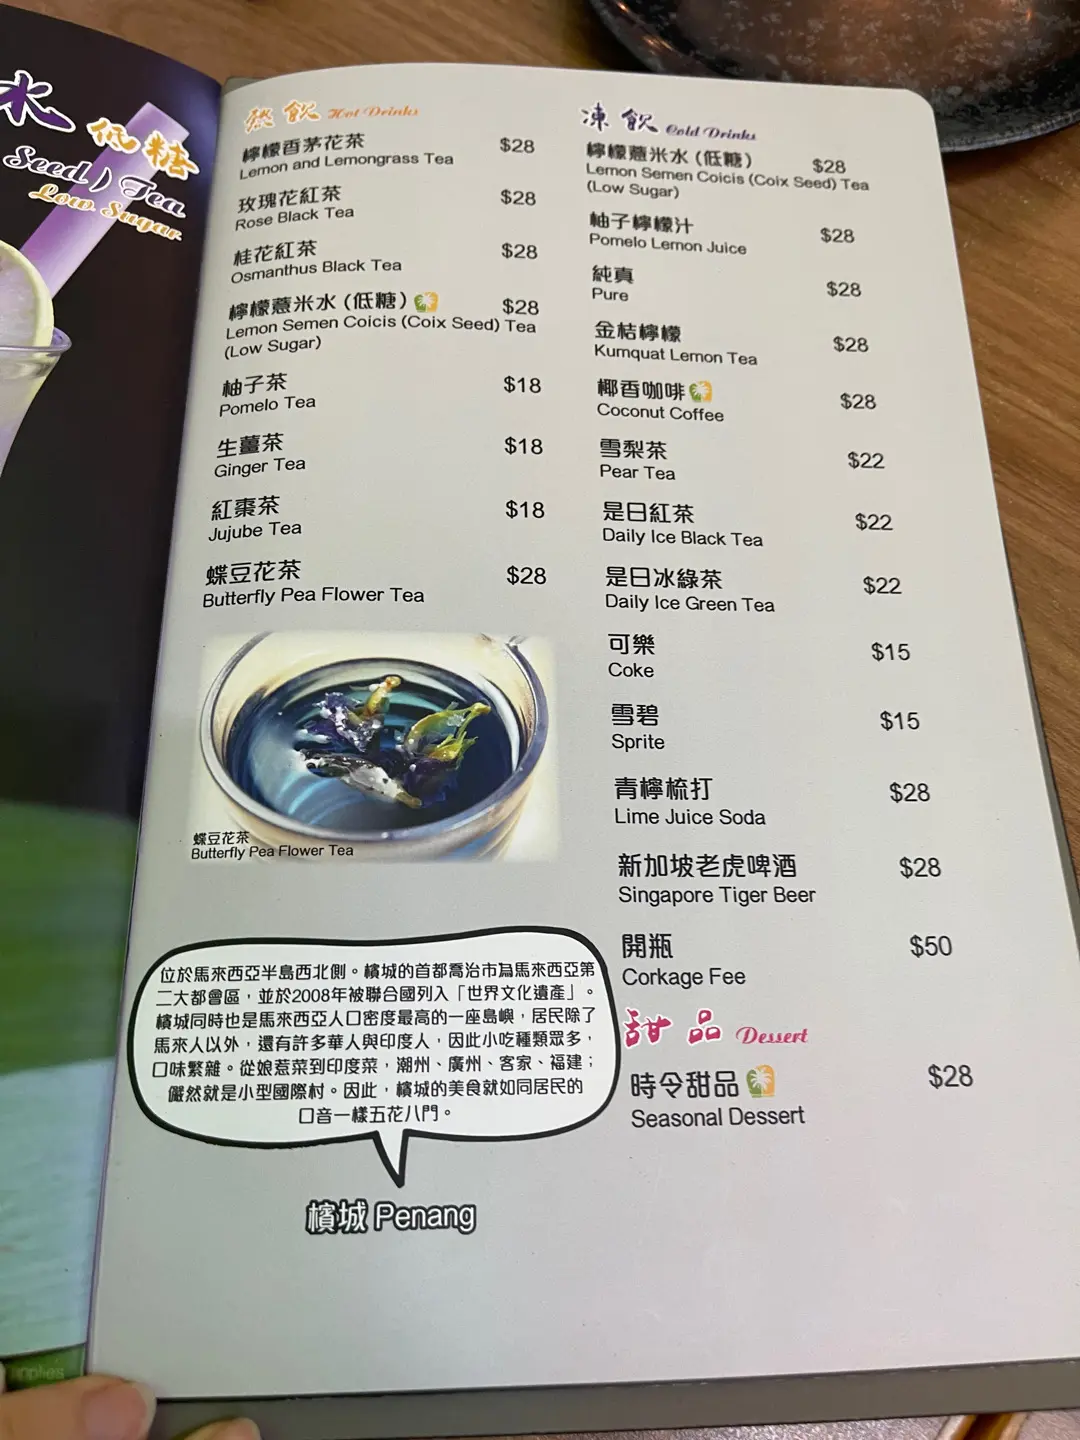 水 低糖
Seed) Tea
Low Sugar
熱飲 Hot Drinks
檸檬香茅花茶 $28
Lemon and Lemongrass Tea
玫瑰花紅茶 $28
Rose Black Tea
桂花紅茶 $28
Osmanthus Black Tea
檸檬薏米水（低糖） $28
Lemon Semen Coicis (Coix Seed) Tea
(Low Sugar)
柚子茶 $18
Pomelo Tea
生薑茶 $18
Ginger Tea
紅棗茶 $18
Jujube Tea
蝶豆花茶 $28
Butterfly Pea Flower Tea
蝶豆花茶
Butterfly Pea Flower Tea
位於馬來西亞半島西北側。檳城的首都喬治市為馬來西亞第
二大都會區，並於2008年被聯合國列入「世界文化遺產」。
檳城同時也是馬來西亞人口密度最高的一座島嶼，居民除了
馬來人以外，還有許多華人與印度人，因此小吃種類眾多，
口味繁雜。從娘惹菜到印度菜，潮州、廣州、客家、福建；
儼然就是小型國際村。因此，檳城的美食就如同居民的
口音一樣五花八門。
檳城 Penang
凍飲 Cold Drinks
檸檬薏米水（低糖） $28
Lemon Semen Coicis (Coix Seed) Tea
(Low Sugar)
柚子檸檬汁 $28
Pomelo Lemon Juice
純真 $28
Pure
金桔檸檬 $28
Kumquat Lemon Tea
椰香咖啡 $28
Coconut Coffee
雪梨茶 $22
Pear Tea
是日紅茶 $22
Daily Ice Black Tea
是日冰綠茶 $22
Daily Ice Green Tea
可樂 $15
Coke
雪碧 $15
Sprite
青檸梳打 $28
Lime Juice Soda
新加坡老虎啤酒 $28
Singapore Tiger Beer
開瓶 $50
Corkage Fee
甜品 Dessert
時令甜品 $28
Seasonal Dessert